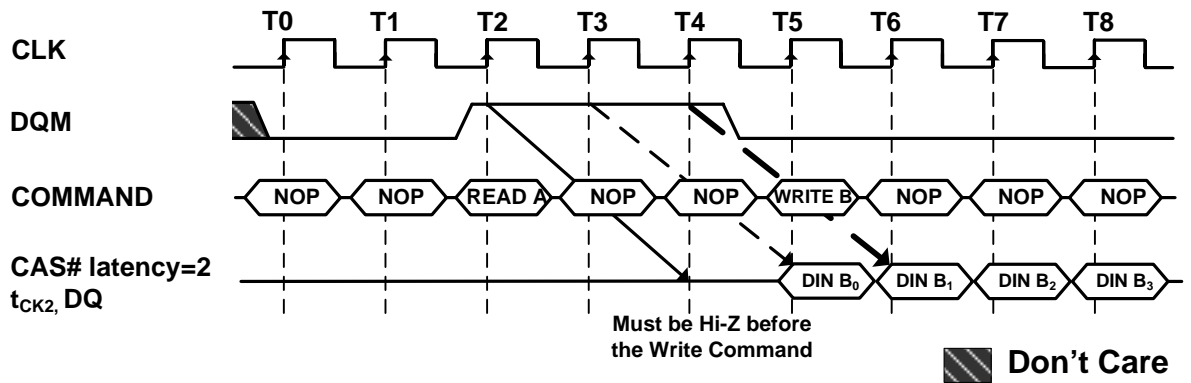 T0 T1 T2 T3 T4 T5 T6 T7 T8
CLK
DQM
COMMAND NOP NOP READ A NOP NOP WRITE B NOP NOP NOP
CAS# latency=2
tCK2, DQ DIN B0 DIN B1 DIN B2 DIN B3
Must be Hi-Z before
the Write Command
Don't Care